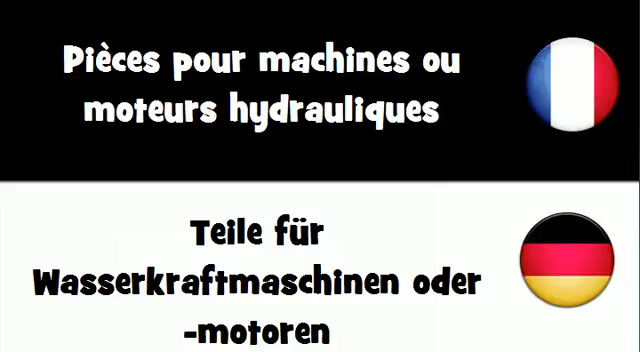 Pièces pour machines ou
moteurs hydrauliques
Teile für
Wasserkraftmaschinen oder
-motoren